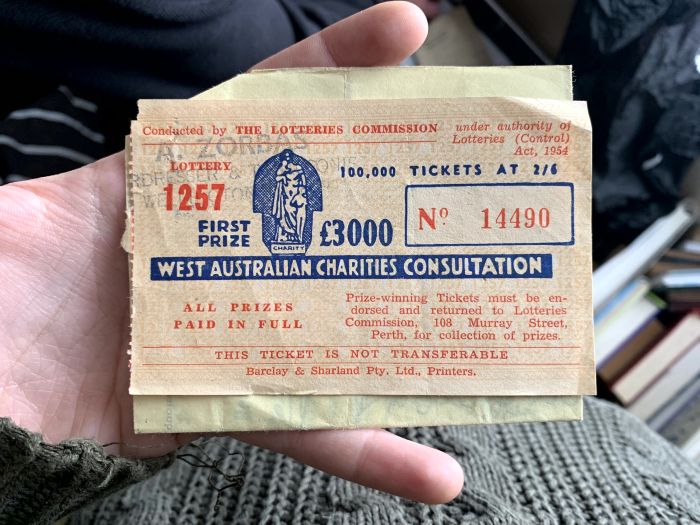 Conducted by THE LOTTERIES COMMISSION
under authority of
Lotteries (Control)
Act, 1954
A. ZORBAS
LOTTERY
1257
100,000 TICKETS AT 2/6
FIRST
PRIZE
£3000
Nº 14490
CHARITY
WEST AUSTRALIAN CHARITIES CONSULTATION
ALL PRIZES
PAID IN FULL
Prize-winning Tickets must be en-
dorsed and returned to Lotteries
Commission, 108 Murray Street,
Perth, for collection of prizes.
THIS TICKET IS NOT TRANSFERABLE
Barclay & Sharland Pty. Ltd., Printers.